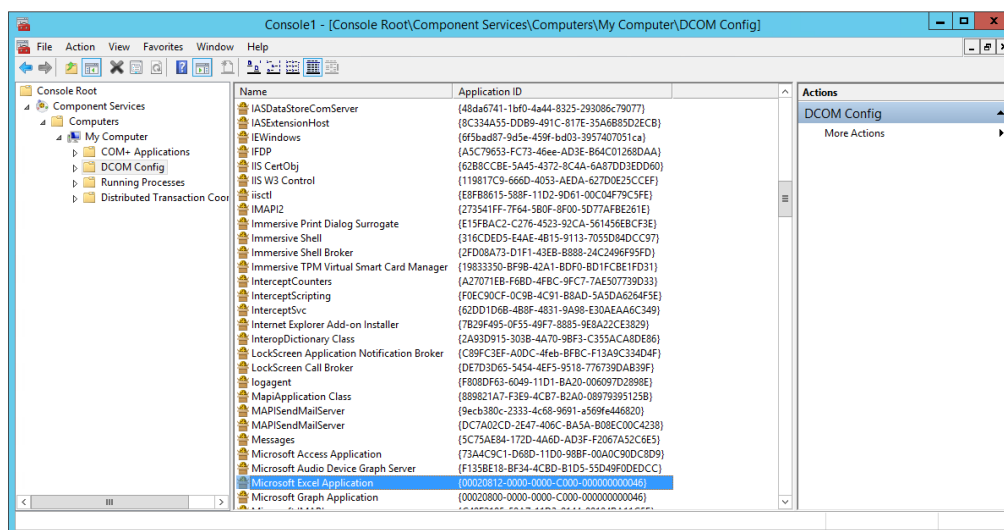 Console1 - [Console Root\Component Services\Computers\My Computer\DCOM Config]
File Action View Favorites Window Help
Console Root
Component Services
Computers
My Computer
COM+ Applications
DCOM Config
Running Processes
Distributed Transaction Coor
Name Application ID
IASDataStoreComServer {48da6741-1bf0-4a44-8325-293086c79077}
IASExtensionHost {8C334A55-DDB9-491C-817E-35A6B85D2ECB}
IEWindows {6f5bad87-9d5e-459f-bd03-3957407051ca}
IFDP {A5C79653-FC73-46ee-AD3E-B64C01268DAA}
IIS CertObj {62B8CCBE-5A45-4372-8C4A-6A87DD3EDD60}
IIS W3 Control {119817C9-666D-4053-AEDA-627D0E25CCEF}
iisctl {E8FB8615-588F-11D2-9D61-00C04F79C5FE}
IMAPI2 {273541FF-7F64-5B0F-8F00-5D77AFBE261E}
Immersive Print Dialog Surrogate {E15FBAC2-C276-4523-92CA-561456EBCF3E}
Immersive Shell {316CDED5-E4AE-4B15-9113-7055D84DCC97}
Immersive Shell Broker {2FD08A73-D1F1-43EB-B888-24C2496F95FD}
Immersive TPM Virtual Smart Card Manager {19833350-BF9B-42A1-BDF0-BD1FCBE1FD31}
InterceptCounters {A27071EB-F6BD-4FBC-9FC7-7AE507739D33}
InterceptScripting {F0EC90CF-0C9B-4C91-B8AD-5A5DA6264F5E}
InterceptSvc {62DD1D6B-4B8F-4831-9A98-E30AEAA6C349}
Internet Explorer Add-on Installer {7B29F495-0F55-49F7-8885-9E8A22CE3829}
InteropDictionary Class {2A93D915-303B-4A70-9BF3-C355ACA8DE86}
LockScreen Application Notification Broker {C89FC3EF-A0DC-4feb-BFBC-F13A9C334D4F}
LockScreen Call Broker {DE7D3D65-5454-4EF5-9518-776739DAB39F}
logagent {F808DF63-6049-11D1-BA20-006097D2898E}
MapiApplication Class {889821A7-F3E9-4CB7-B2A0-08979395125B}
MAPISendMailServer {9ecb380c-2333-4c68-9691-a569fe446820}
MAPISendMailServer {DC7A02CD-2E47-406C-BA5A-B08EC00C4238}
Messages {5C75AE84-172D-4A6D-AD3F-F2067A52C6E5}
Microsoft Access Application {73A4C9C1-D68D-11D0-98BF-00A0C90DC8D9}
Microsoft Audio Device Graph Server {F135BE18-BF34-4CBD-B1D5-55D49F0DEDCC}
Microsoft Excel Application {00020812-0000-0000-C000-000000000046}
Microsoft Graph Application {00020800-0000-0000-C000-000000000046}
Actions
DCOM Config
More Actions